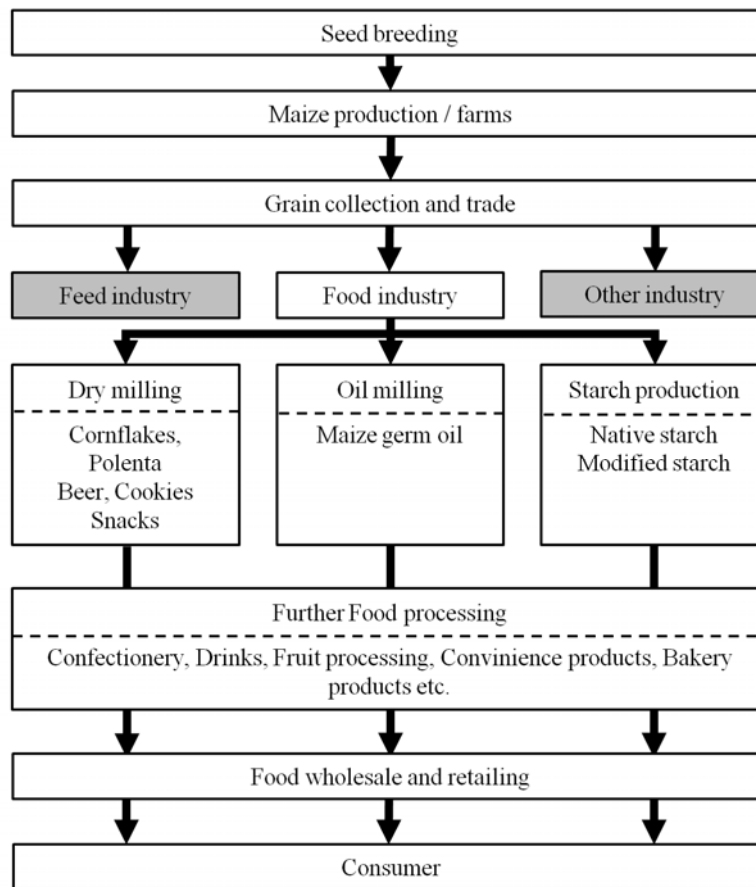 Seed breeding
Maize production / farms
Grain collection and trade
Feed industry
Food industry
Other industry
Dry milling
Cornflakes,
Polenta
Beer, Cookies
Snacks
Oil milling
Maize germ oil
Starch production
Native starch
Modified starch
Further Food processing
Confectionery, Drinks, Fruit processing, Convinience products, Bakery
products etc.
Food wholesale and retailing
Consumer